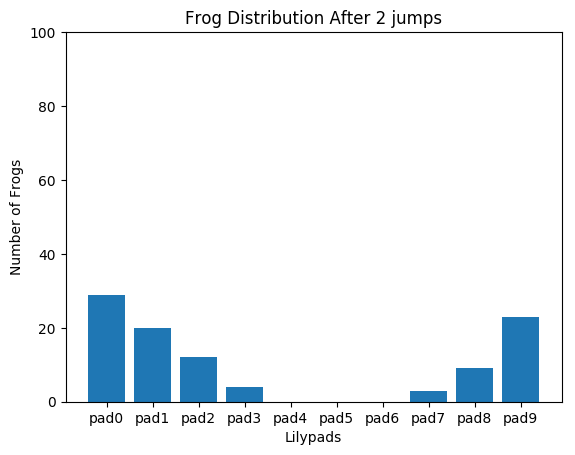 Frog Distribution After 2 jumps
100
80
60
40
20
0
Number of Frogs
pad0 pad1 pad2 pad3 pad4 pad5 pad6 pad7 pad8 pad9
Lilypads